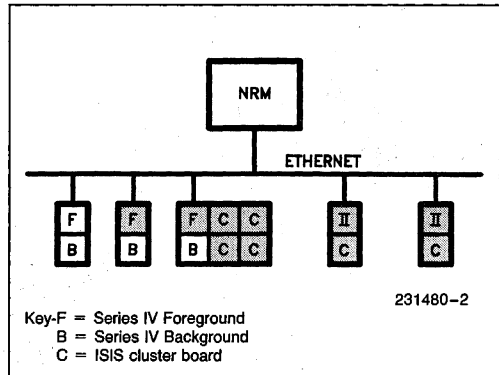 NRM
ETHERNET
F F F C C II II
B B B C C C C
231480-2
Key-F = Series IV Foreground
B = Series IV Background
C = ISIS cluster board